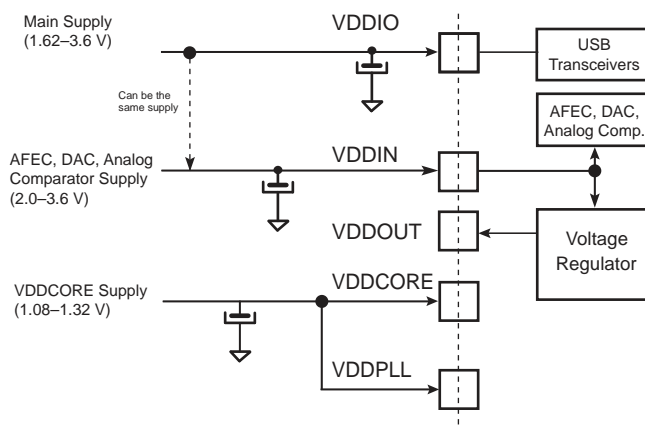 Main Supply
(1.62–3.6 V)
VDDIO
USB
Transceivers
Can be the
same supply
AFEC, DAC,
Analog Comp.
AFEC, DAC, Analog
Comparator Supply
(2.0–3.6 V)
VDDIN
VDDOUT
Voltage
Regulator
VDDCORE Supply
(1.08–1.32 V)
VDDCORE
VDDPLL